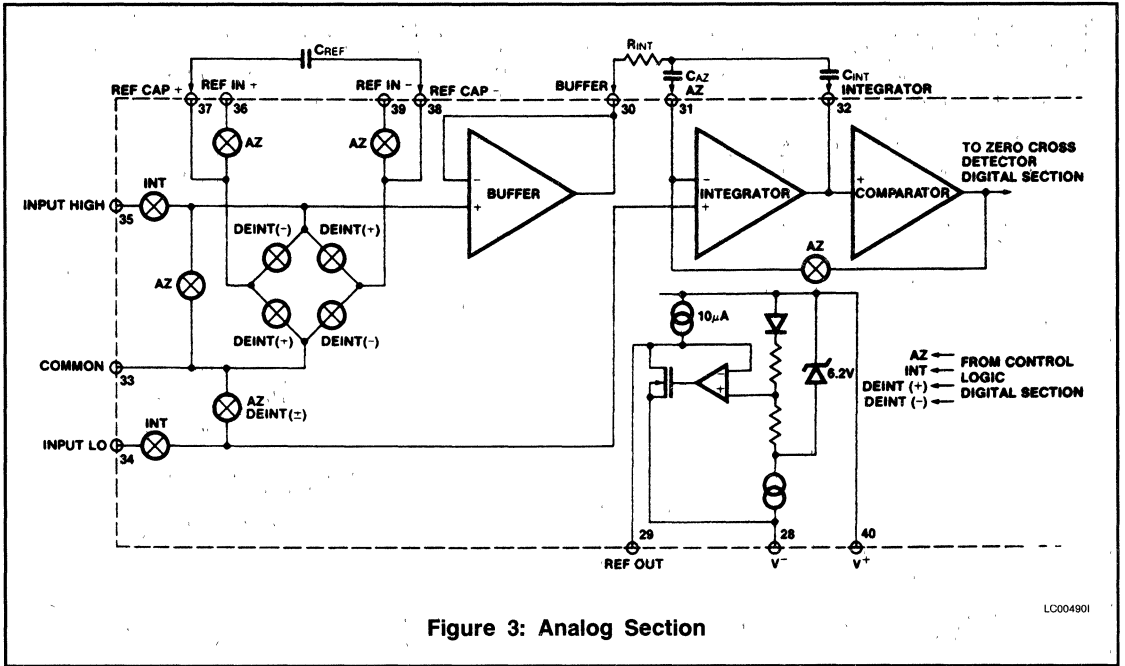 CREF
RINT
CAZ
CINT
REF CAP +
REF IN +
REF IN -
REF CAP -
BUFFER
AZ
INTEGRATOR
37
36
39
38
30
31
32
AZ
AZ
TO ZERO CROSS
DETECTOR
DIGITAL SECTION
INT
-
BUFFER
+
-
INTEGRATOR
+
+
COMPARATOR
INPUT HIGH
35
DEINT(-)
DEINT(+)
AZ
AZ
DEINT(+)
DEINT(-)
10μA
-
+
6.2V
COMMON
33
AZ
DEINT(±)
AZ
INT
DEINT (+)
DEINT (-)
FROM CONTROL
LOGIC
DIGITAL SECTION
INT
INPUT LO
34
29
28
40
REF OUT
V-
V+
LC00490I
Figure 3: Analog Section